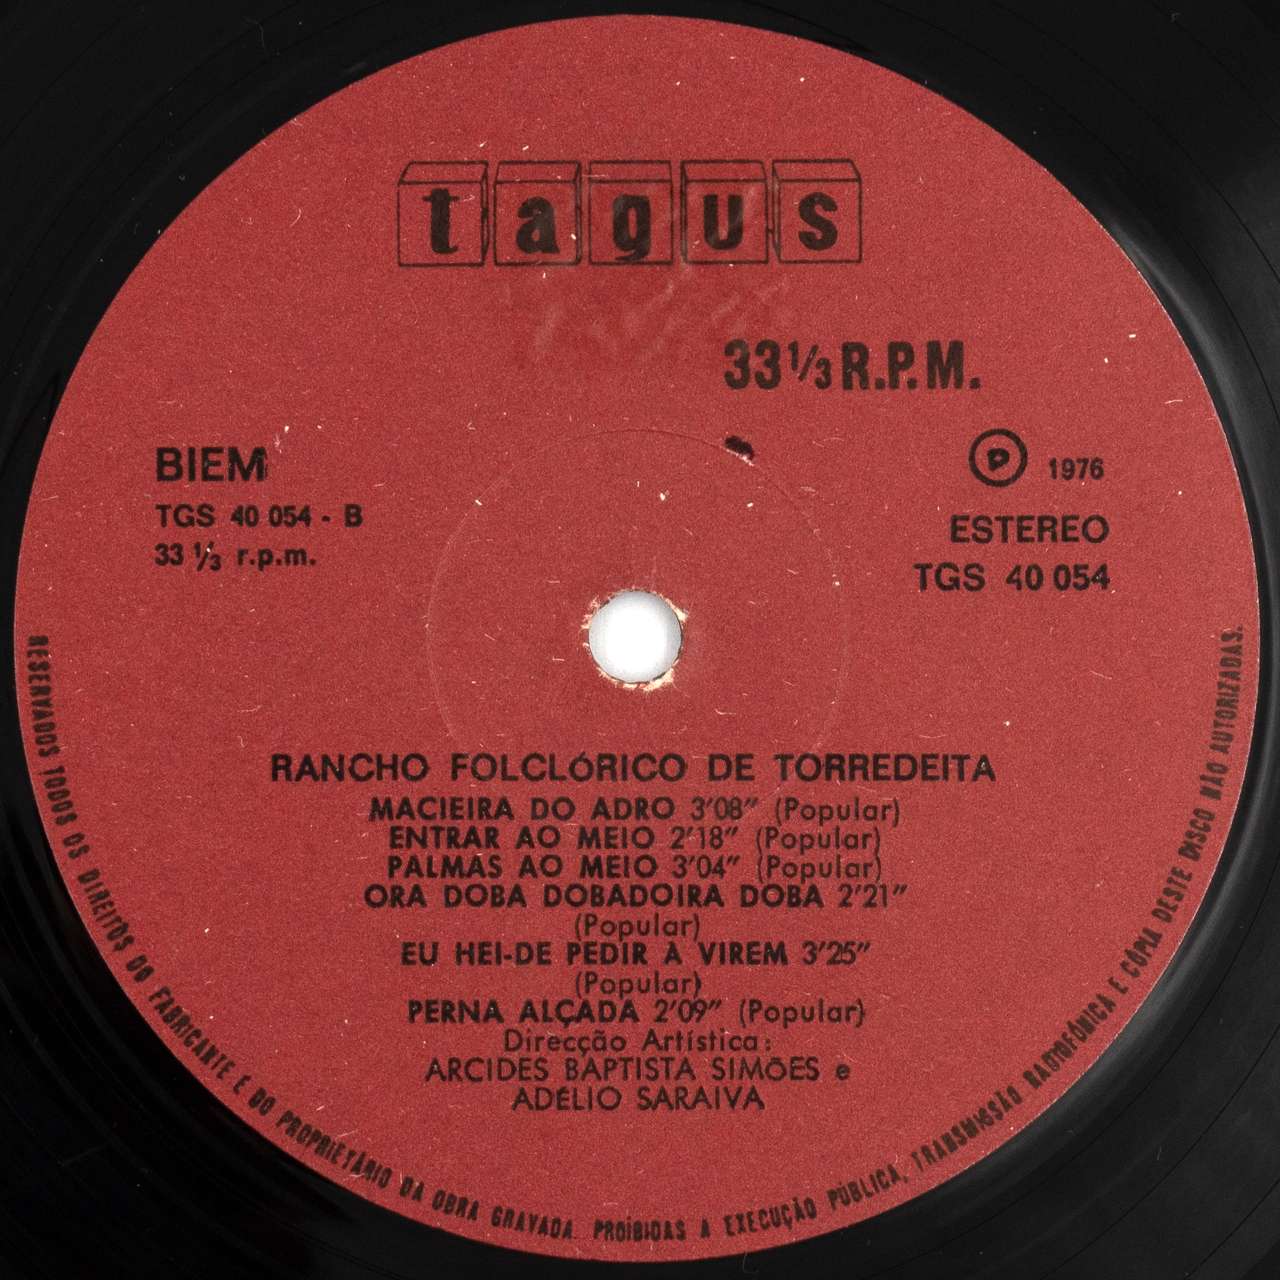 tagus
33 1/3 R.P.M.
BIEM
TGS 40 054 - B
33 1/3 r.p.m.
℗ 1976
ESTEREO
TGS 40 054
RANCHO FOLCLÓRICO DE TORREDEITA
MACIEIRA DO ADRO 3'08" (Popular)
ENTRAR AO MEIO 2'18" (Popular)
PALMAS AO MEIO 3'04" (Popular)
ORA DOBA DOBADOIRA DOBA 2'21"
(Popular)
EU HEI-DE PEDIR A VIREM 3'25"
(Popular)
PERNA ALÇADA 2'09" (Popular)
Direcção Artística:
ARCIDES BAPTISTA SIMÕES e
ADÉLIO SARAIVA
RESERVADOS TODOS OS DIREITOS DO FABRICANTE E DO PROPRIETÁRIO DA OBRA GRAVADA. PROIBIDAS A EXECUÇÃO PÚBLICA, TRANSMISSÃO RADIOFÓNICA E CÓPIA DESTE DISCO NÃO AUTORIZADAS.